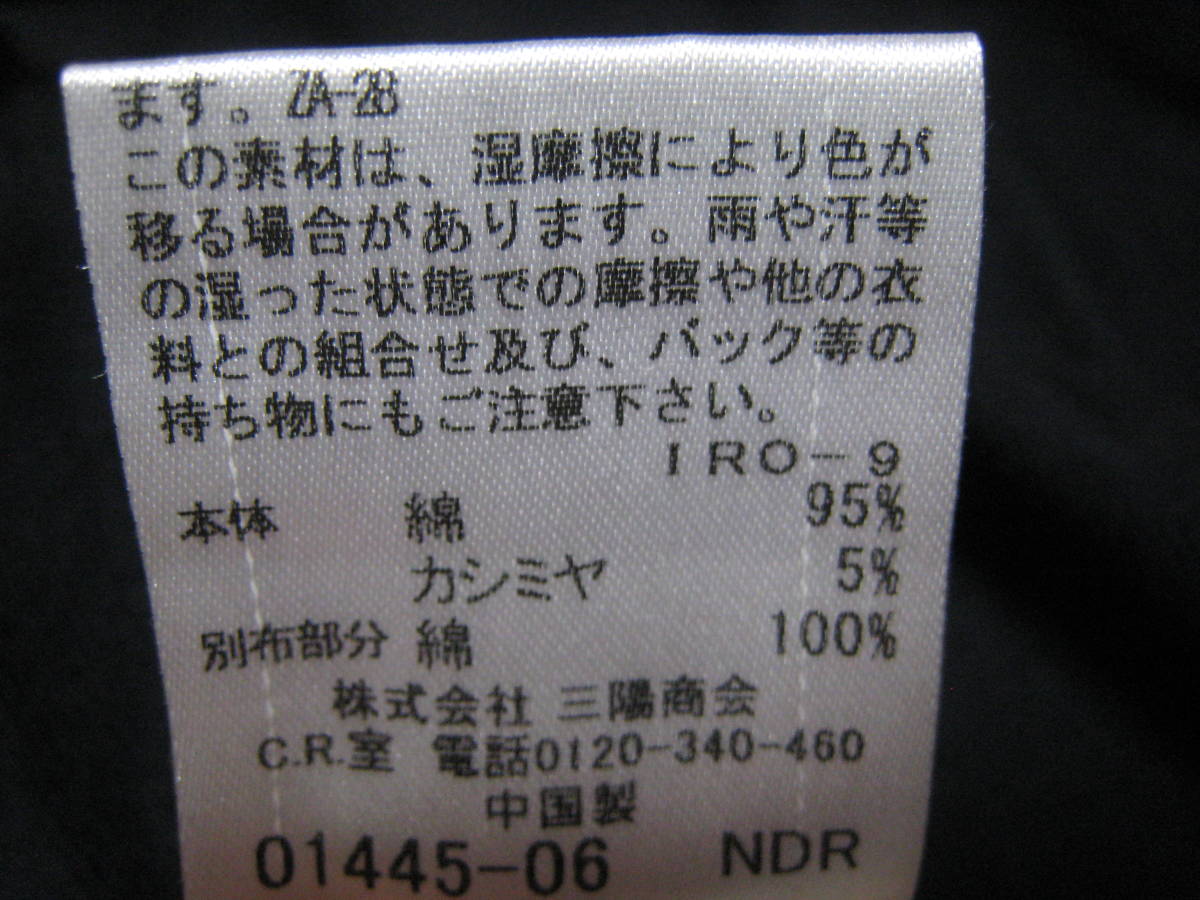 ます。ZA-28
この素材は、湿摩擦により色が
移る場合があります。雨や汗等
の湿った状態での摩擦や他の衣
料との組合せ及び、バック等の
持ち物にもご注意下さい。
IRO-9
本体 綿 95%
カシミヤ 5%
別布部分 綿 100%
株式会社 三陽商会
C.R.室 電話0120-340-460
中国製
01445-06 NDR